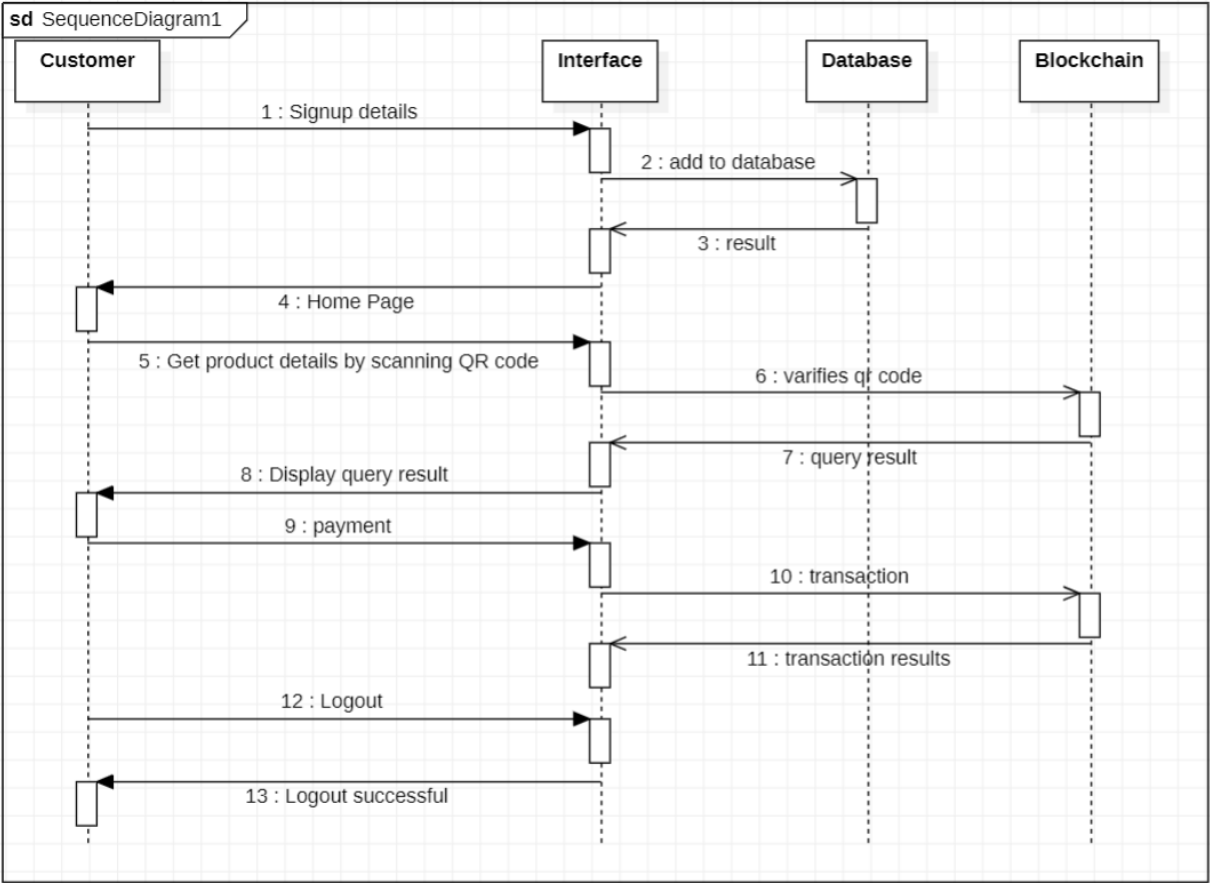 sd SequenceDiagram1
Customer
Interface
Database
Blockchain
1 : Signup details
2 : add to database
3 : result
4 : Home Page
5 : Get product details by scanning QR code
6 : varifies qr code
7 : query result
8 : Display query result
9 : payment
10 : transaction
11 : transaction results
12 : Logout
13 : Logout successful